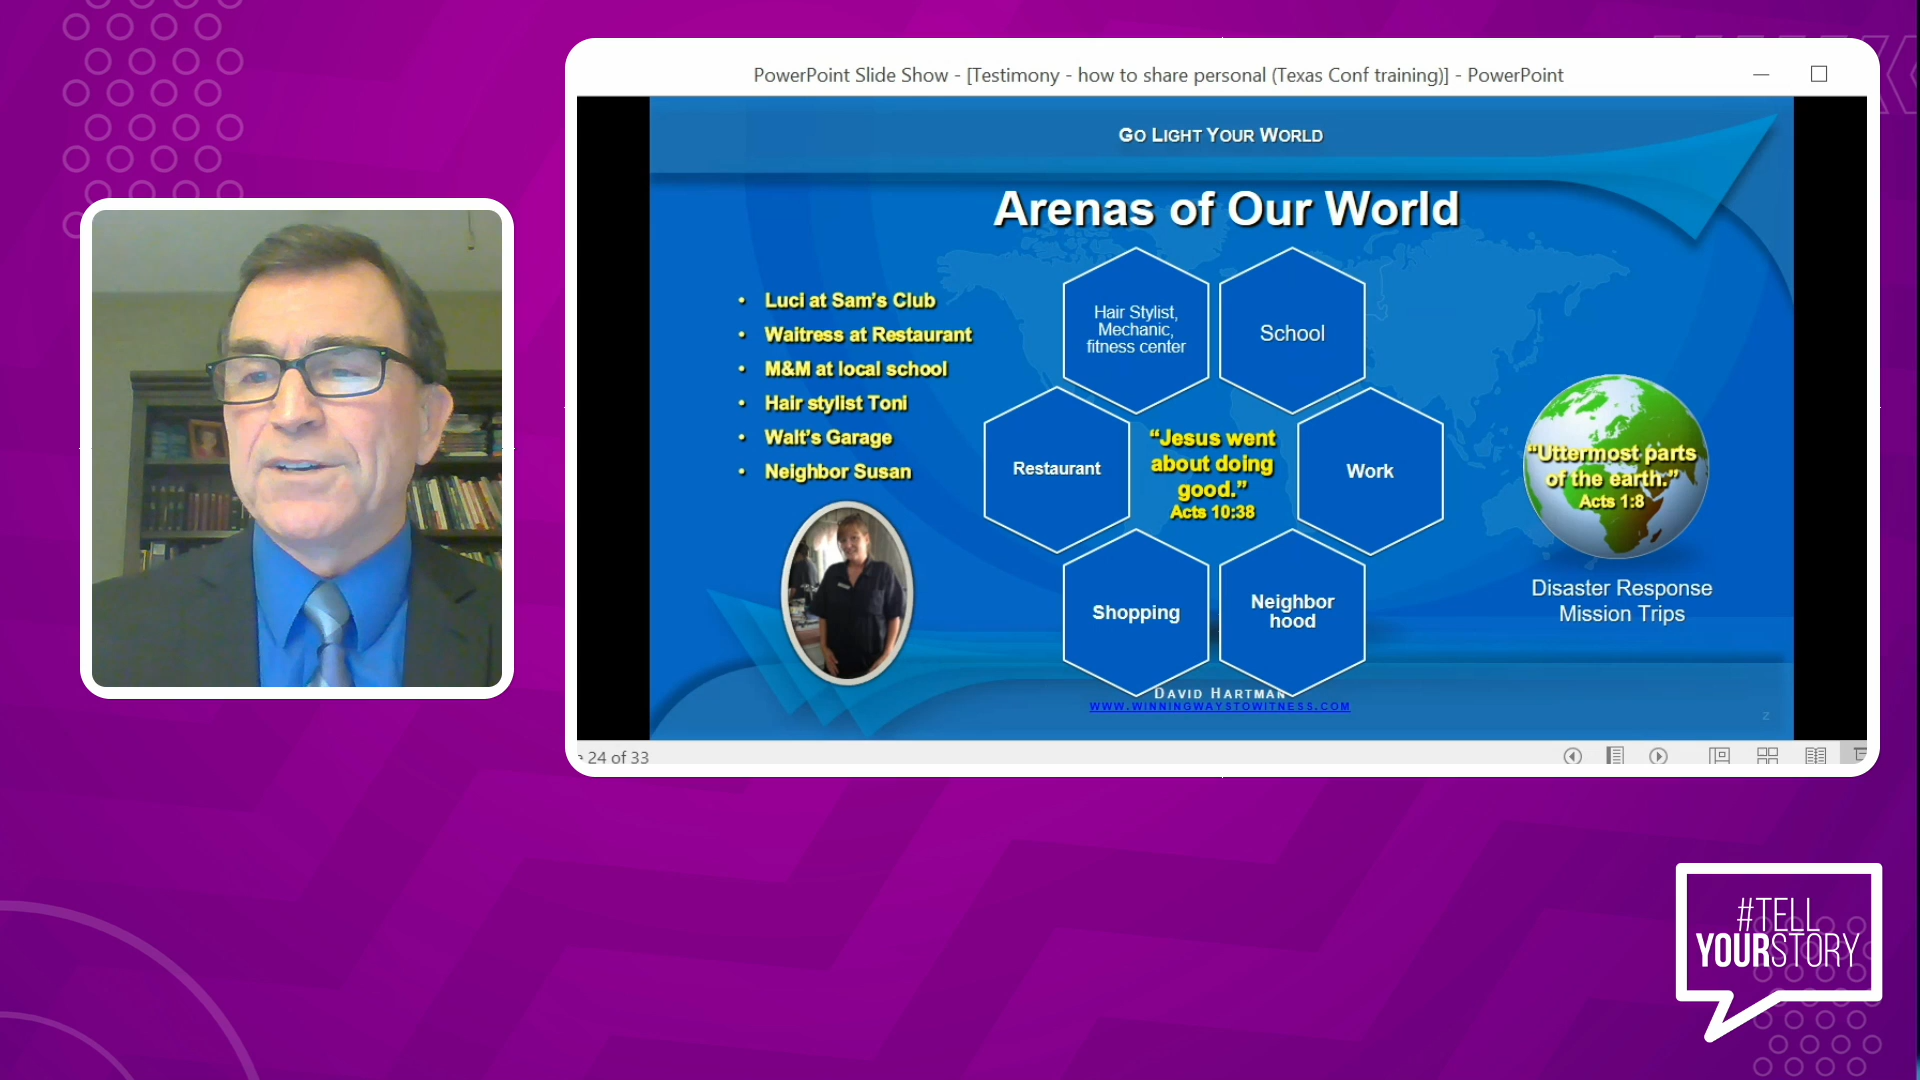 PowerPoint Slide Show - [Testimony - how to share personal (Texas Conf training)] - PowerPoint
GO LIGHT YOUR WORLD
Arenas of Our World
• Luci at Sam's Club
• Waitress at Restaurant
• M&M at local school
• Hair stylist Toni
• Walt's Garage
• Neighbor Susan
Hair Stylist,
Mechanic,
fitness center
School
Restaurant
"Jesus went
about doing
good."
Acts 10:38
Work
Shopping
Neighbor
hood
"Uttermost parts
of the earth."
Acts 1:8
Disaster Response
Mission Trips
DAVID HARTMAN
WWW.WINNINGWAYSTOWITNESS.COM
24 of 33
#TELL
YOURSTORY